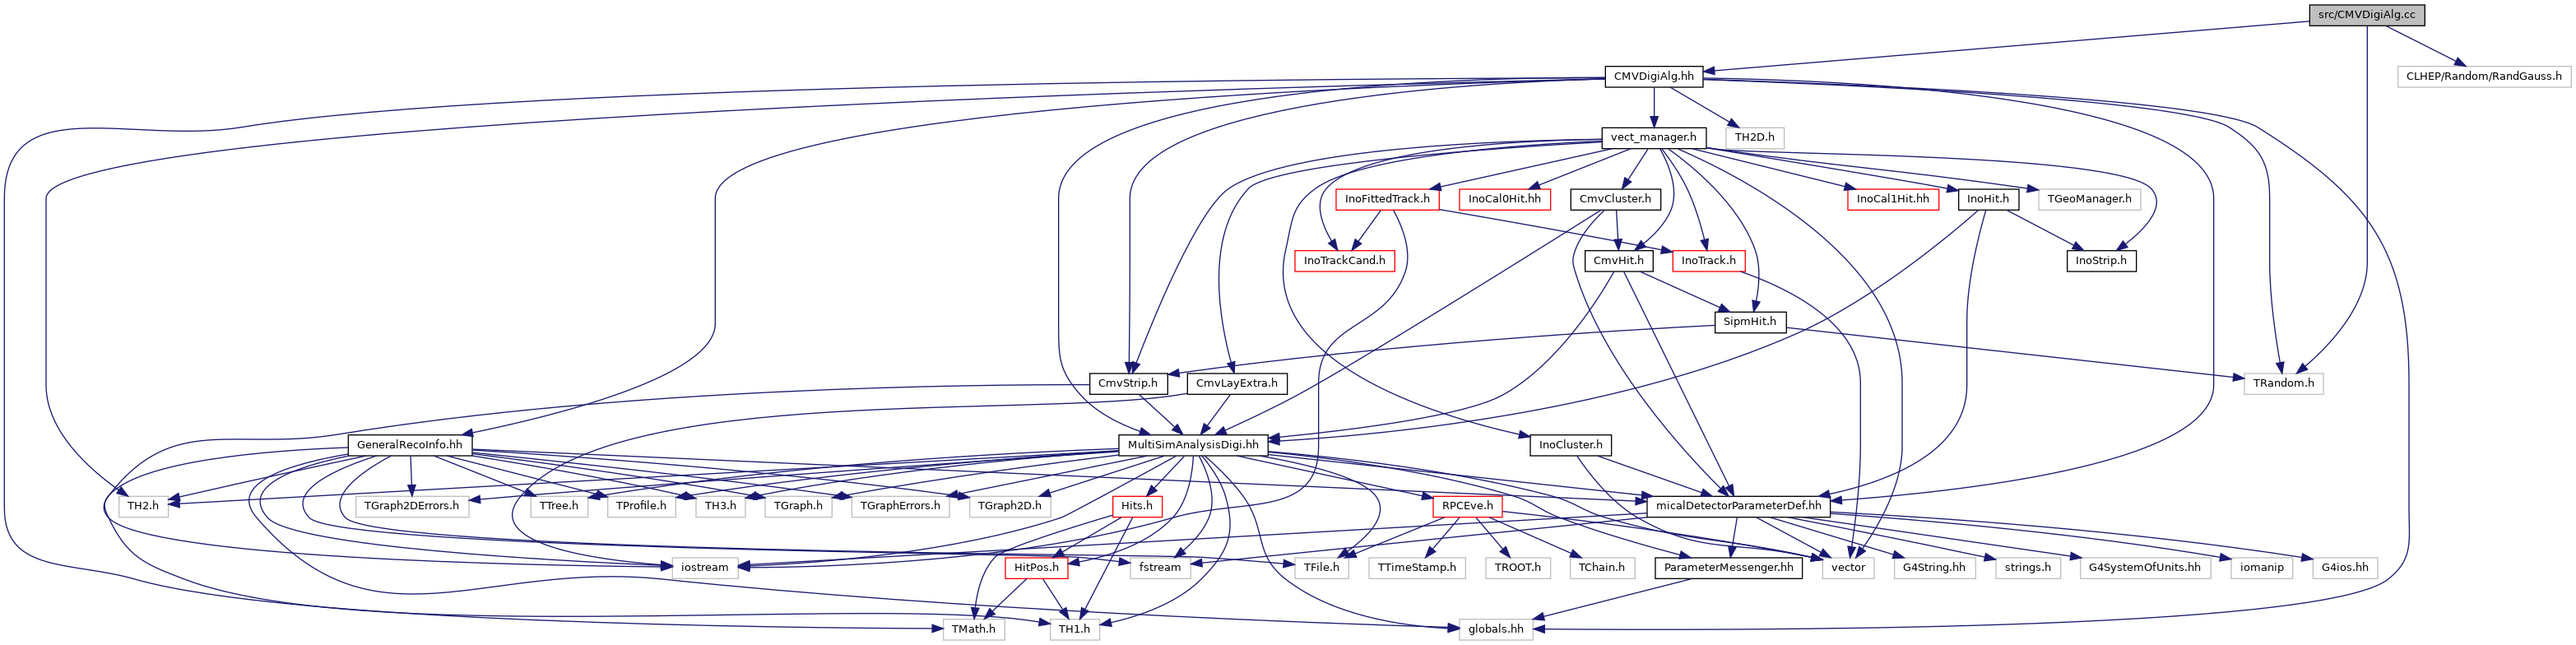 src/CMVDigiAlg.cc
CMVDigiAlg.hh
CLHEP/Random/RandGauss.h
vect_manager.h
TH2D.h
InoFittedTrack.h
InoCal0Hit.hh
CmvCluster.h
InoCal1Hit.hh
InoHit.h
TGeoManager.h
InoTrackCand.h
CmvHit.h
InoTrack.h
InoStrip.h
SipmHit.h
CmvStrip.h
CmvLayExtra.h
TRandom.h
GeneralRecoInfo.hh
MultiSimAnalysisDigi.hh
InoCluster.h
TH2.h
TGraph2DErrors.h
TTree.h
TProfile.h
TH3.h
TGraph.h
TGraphErrors.h
TGraph2D.h
Hits.h
RPCEve.h
micalDetectorParameterDef.hh
iostream
HitPos.h
fstream
TFile.h
TTimeStamp.h
TROOT.h
TChain.h
ParameterMessenger.hh
vector
G4String.hh
strings.h
G4SystemOfUnits.hh
iomanip
G4ios.hh
TMath.h
TH1.h
globals.hh